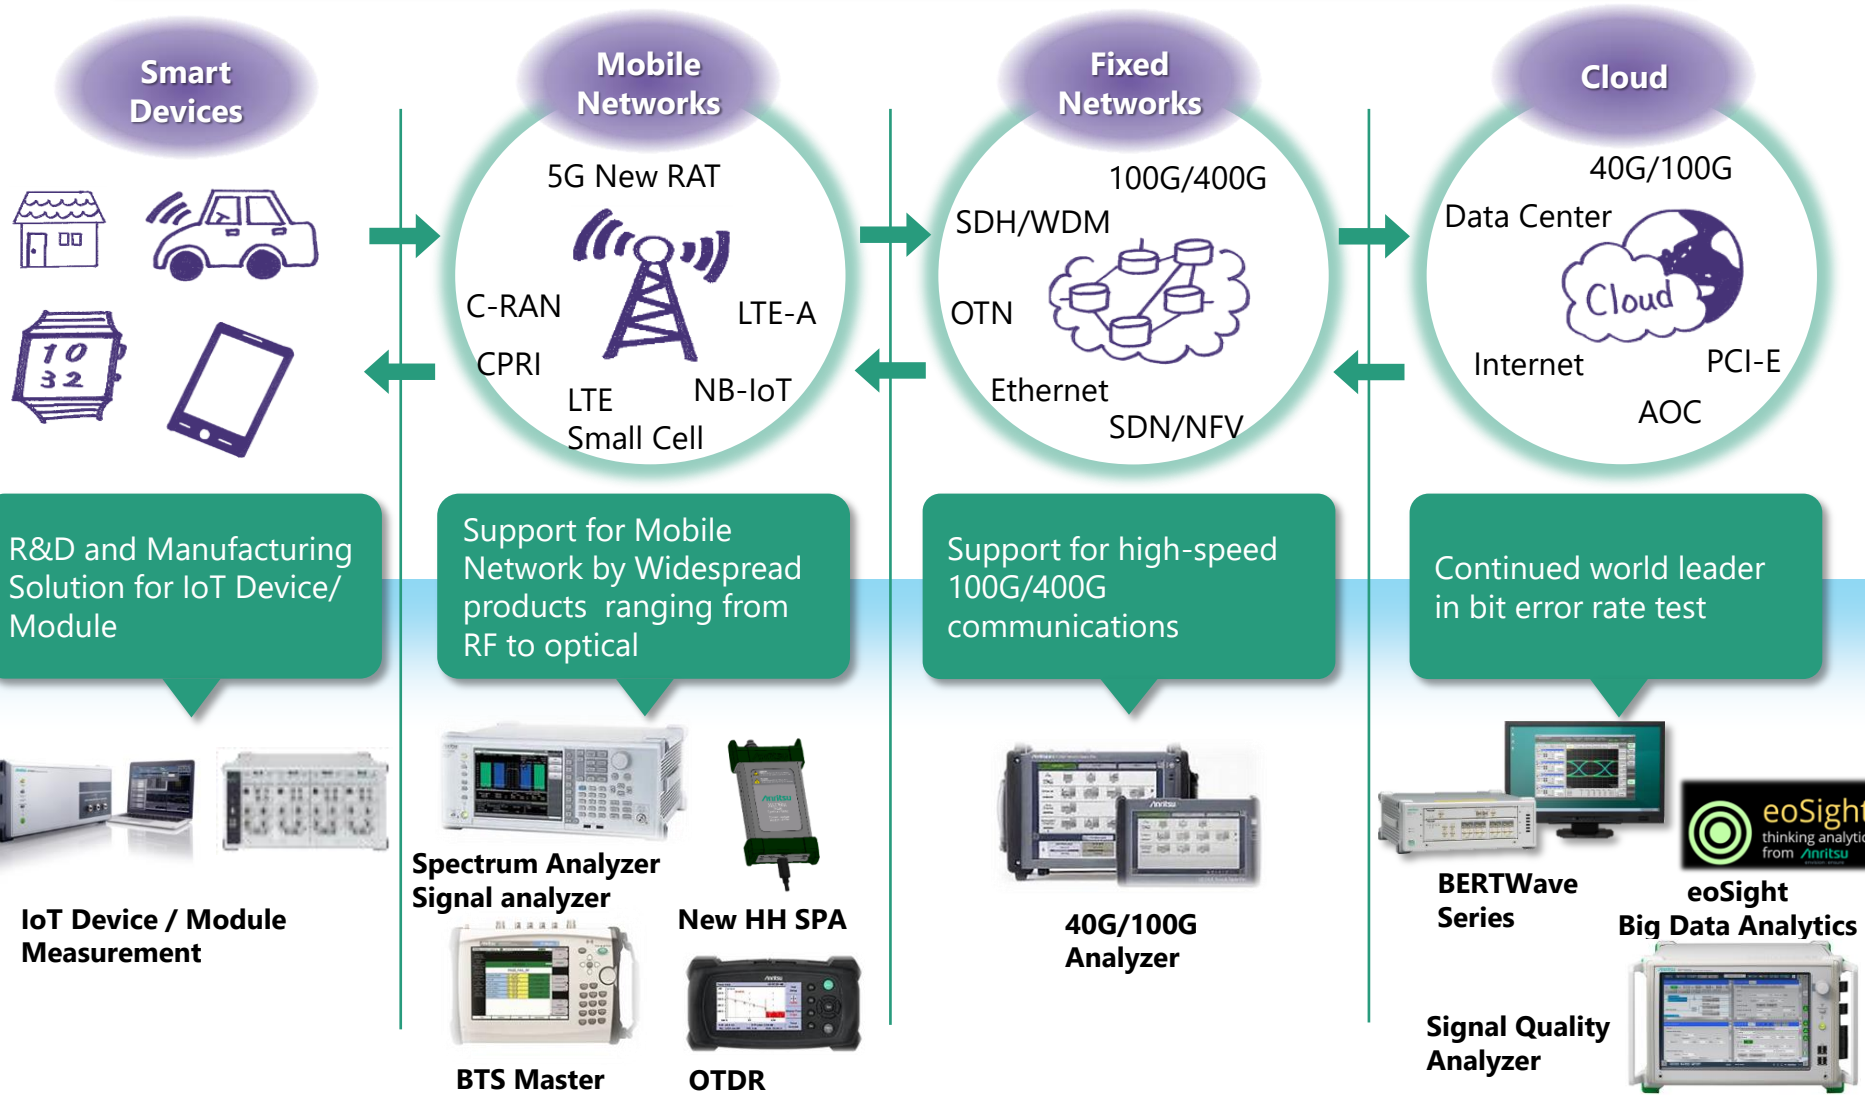 Smart
Devices
Mobile
Networks
Fixed
Networks
Cloud
10
32
5G New RAT
C-RAN
LTE-A
CPRI
NB-IoT
LTE
Small Cell
100G/400G
SDH/WDM
OTN
Ethernet
SDN/NFV
40G/100G
Data Center
Cloud
Internet
PCI-E
AOC
R&D and Manufacturing
Solution for IoT Device/
Module
Support for Mobile
Network by Widespread
products ranging from
RF to optical
Support for high-speed
100G/400G
communications
Continued world leader
in bit error rate test
IoT Device / Module
Measurement
Spectrum Analyzer
Signal analyzer
Anritsu
New HH SPA
BTS Master
Anritsu
OTDR
Anritsu
40G/100G
Analyzer
BERTWave
Series
eoSight
thinking analytic
from Anritsu
eoSight
Big Data Analytics
Signal Quality
Analyzer